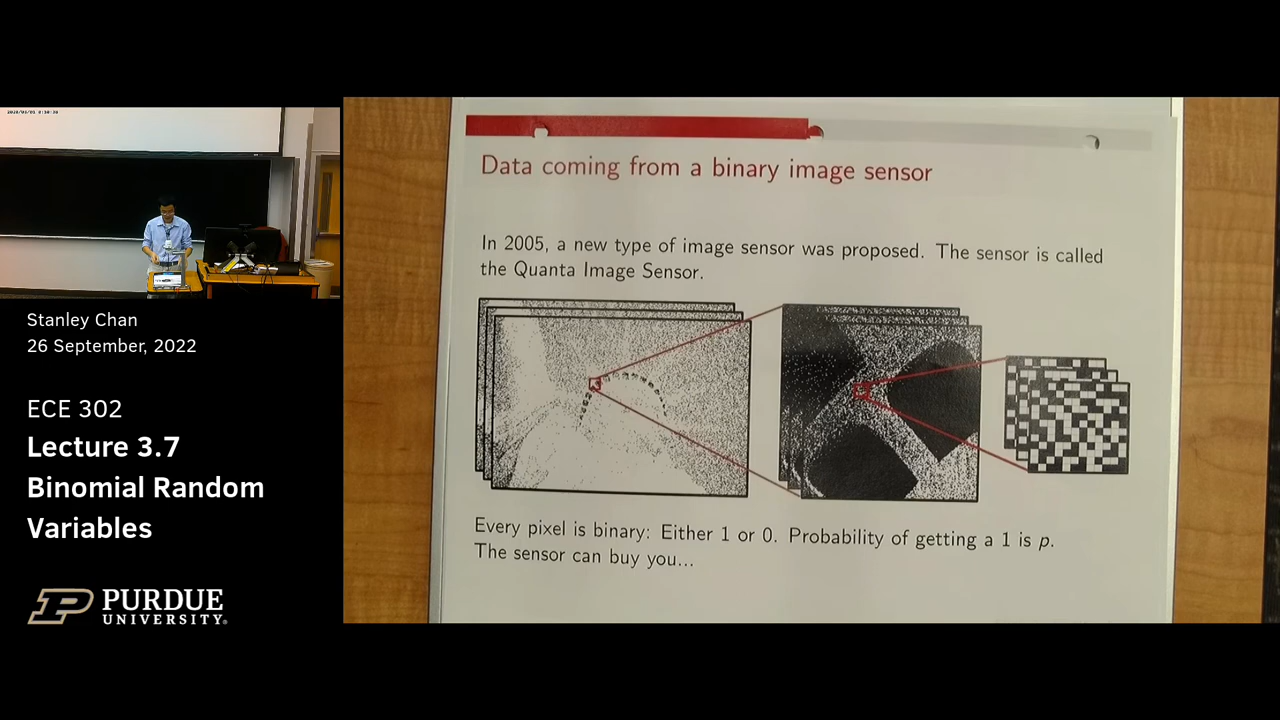 Stanley Chan
26 September, 2022
ECE 302
Lecture 3.7
Binomial Random
Variables
PURDUE
UNIVERSITY.
Data coming from a binary image sensor
In 2005, a new type of image sensor was proposed. The sensor is called
the Quanta Image Sensor.
Every pixel is binary: Either 1 or 0. Probability of getting a 1 is p.
The sensor can buy you...